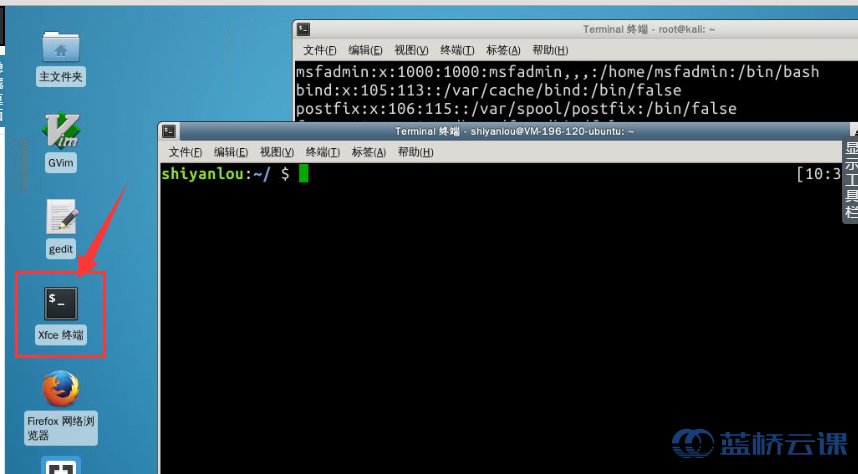 主文件夹
GVim
gedit
$_
Xfce 终端
Firefox 网络浏
览器
Terminal 终端 - root@kali: ~
文件(F) 编辑(E) 视图(V) 终端(T) 标签(A) 帮助(H)
msfadmin:x:1000:1000:msfadmin,,,:/home/msfadmin:/bin/bash
bind:x:105:113::/var/cache/bind:/bin/false
postfix:x:106:115::/var/spool/postfix:/bin/false
Terminal 终端 - shiyanlou@VM-196-120-ubuntu: ~
文件(F) 编辑(E) 视图(V) 终端(T) 标签(A) 帮助(H)
shiyanlou:~/ $ [10:3
显示工具栏
蓝桥云课